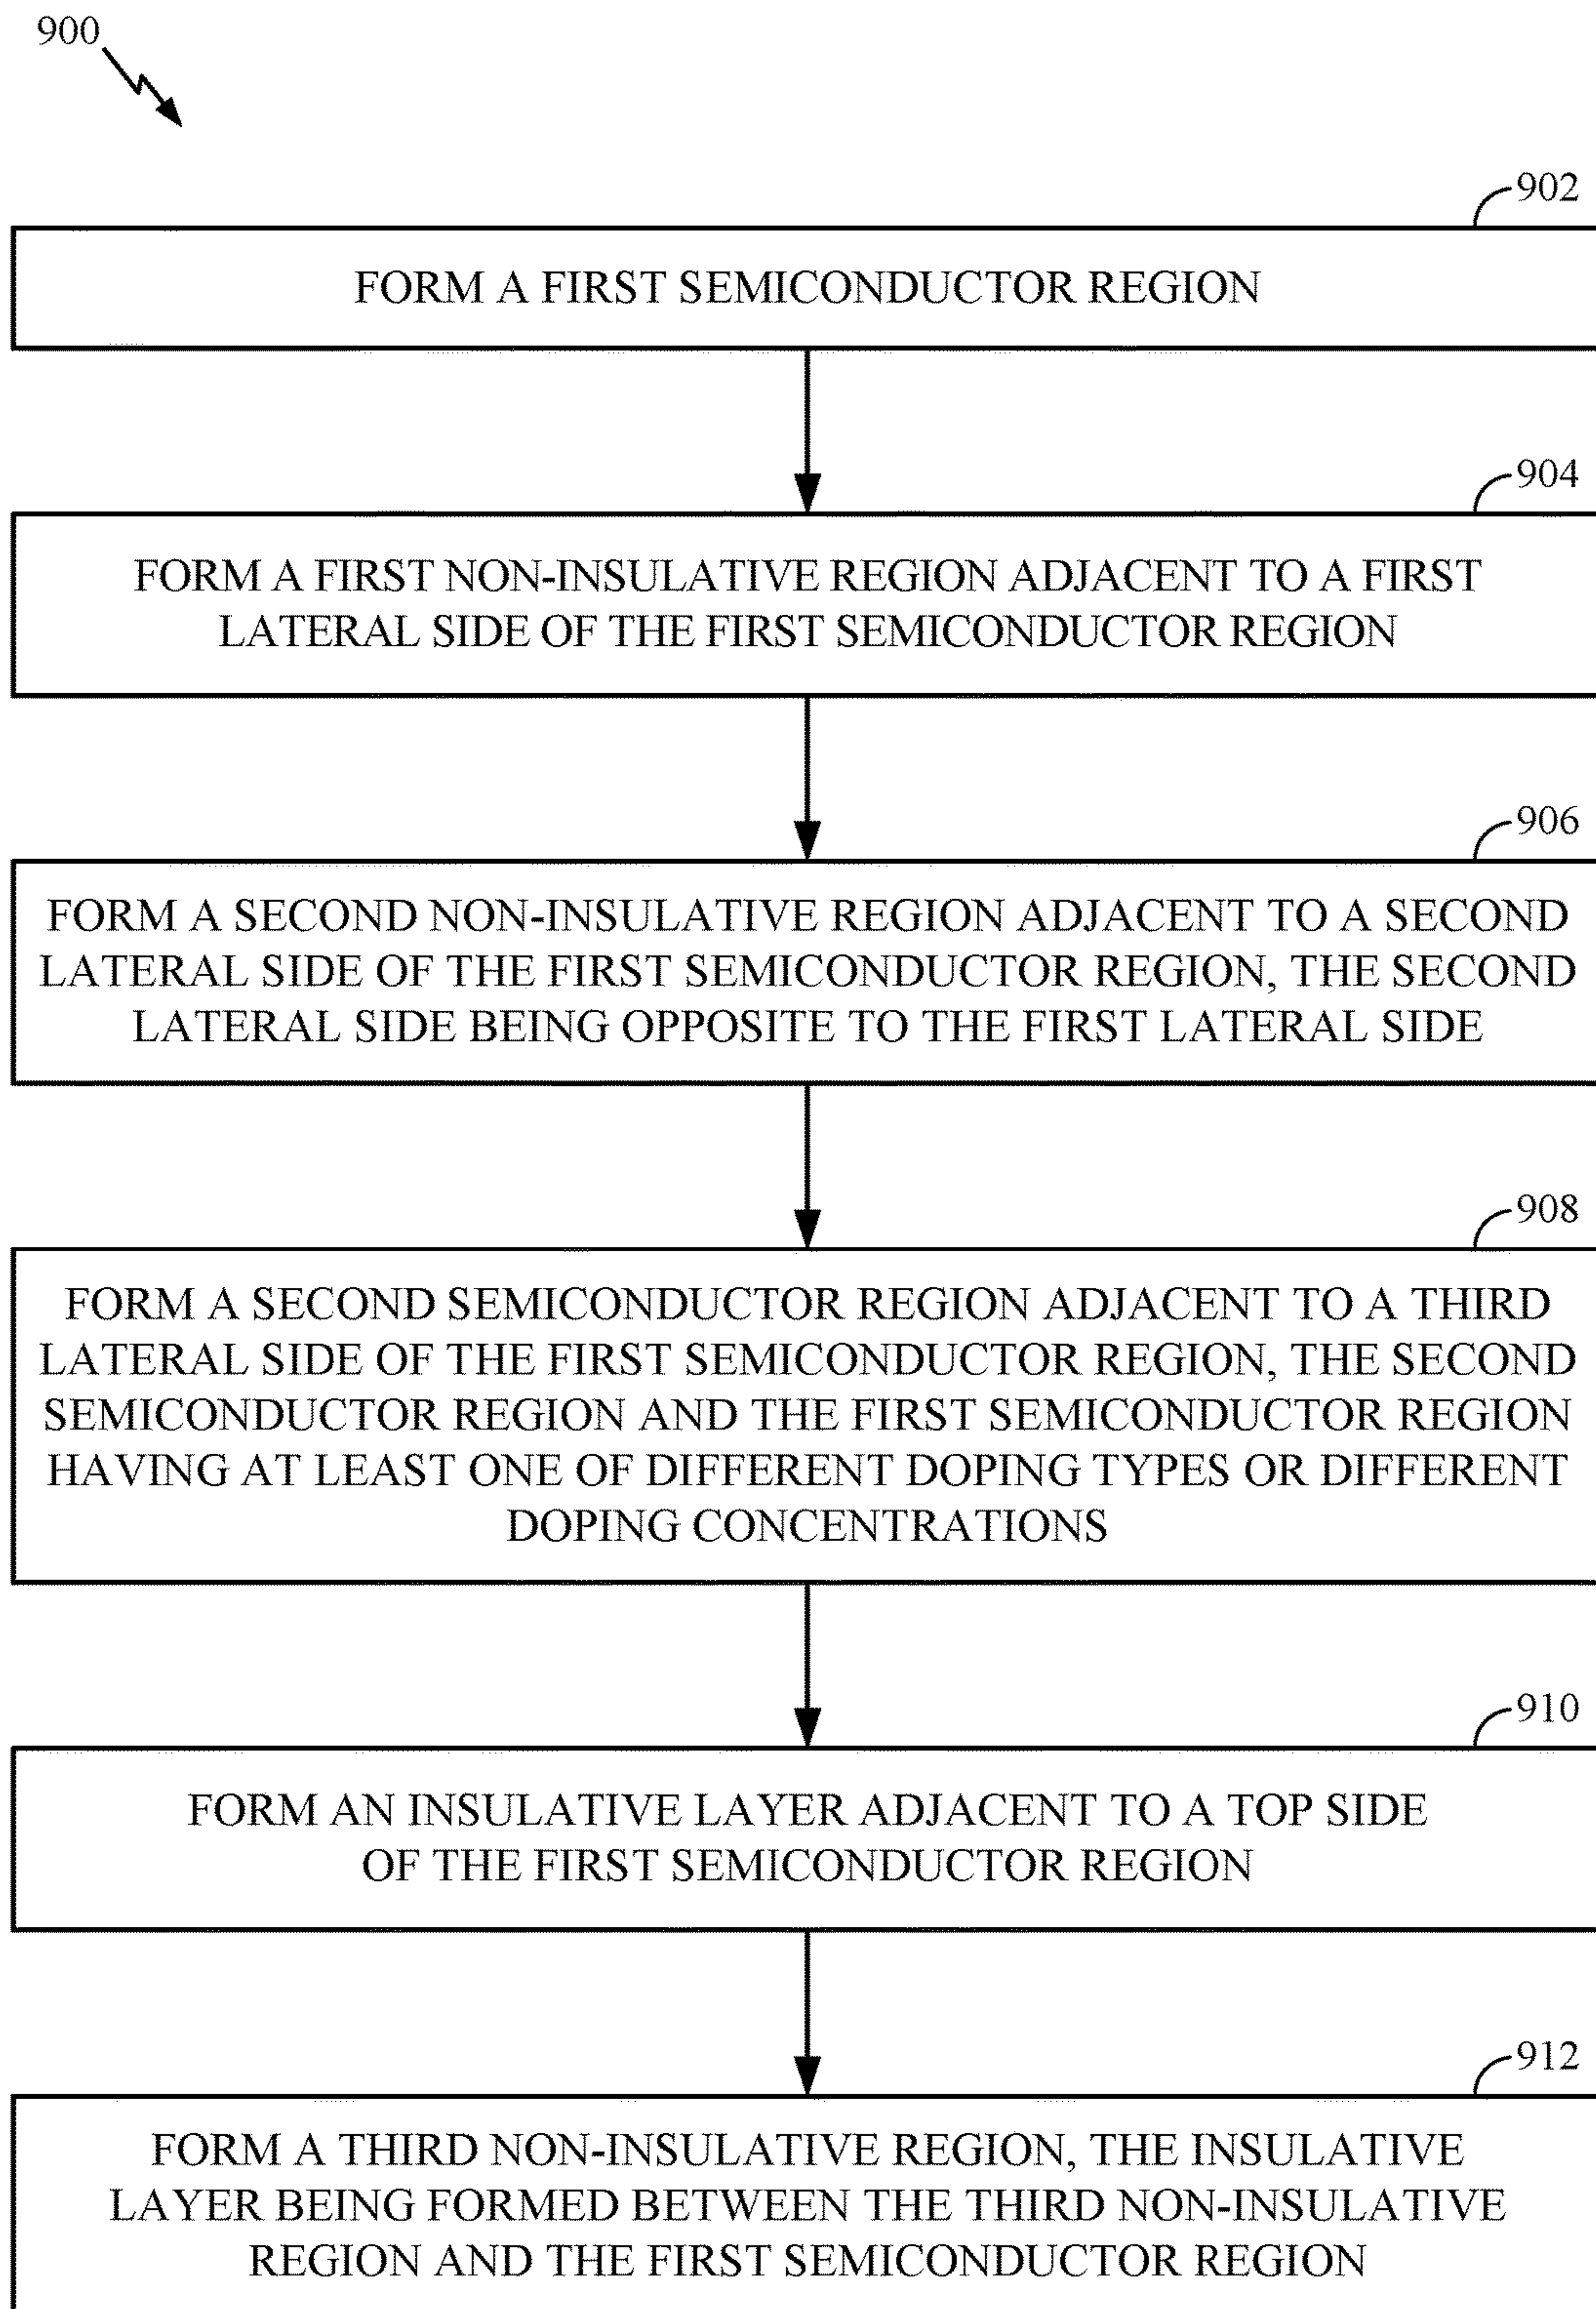 900
902
FORM A FIRST SEMICONDUCTOR REGION
904
FORM A FIRST NON-INSULATIVE REGION ADJACENT TO A FIRST
LATERAL SIDE OF THE FIRST SEMICONDUCTOR REGION
906
FORM A SECOND NON-INSULATIVE REGION ADJACENT TO A SECOND
LATERAL SIDE OF THE FIRST SEMICONDUCTOR REGION, THE SECOND
LATERAL SIDE BEING OPPOSITE TO THE FIRST LATERAL SIDE
908
FORM A SECOND SEMICONDUCTOR REGION ADJACENT TO A THIRD
LATERAL SIDE OF THE FIRST SEMICONDUCTOR REGION, THE SECOND
SEMICONDUCTOR REGION AND THE FIRST SEMICONDUCTOR REGION
HAVING AT LEAST ONE OF DIFFERENT DOPING TYPES OR DIFFERENT
DOPING CONCENTRATIONS
910
FORM AN INSULATIVE LAYER ADJACENT TO A TOP SIDE
OF THE FIRST SEMICONDUCTOR REGION
912
FORM A THIRD NON-INSULATIVE REGION, THE INSULATIVE
LAYER BEING FORMED BETWEEN THE THIRD NON-INSULATIVE
REGION AND THE FIRST SEMICONDUCTOR REGION